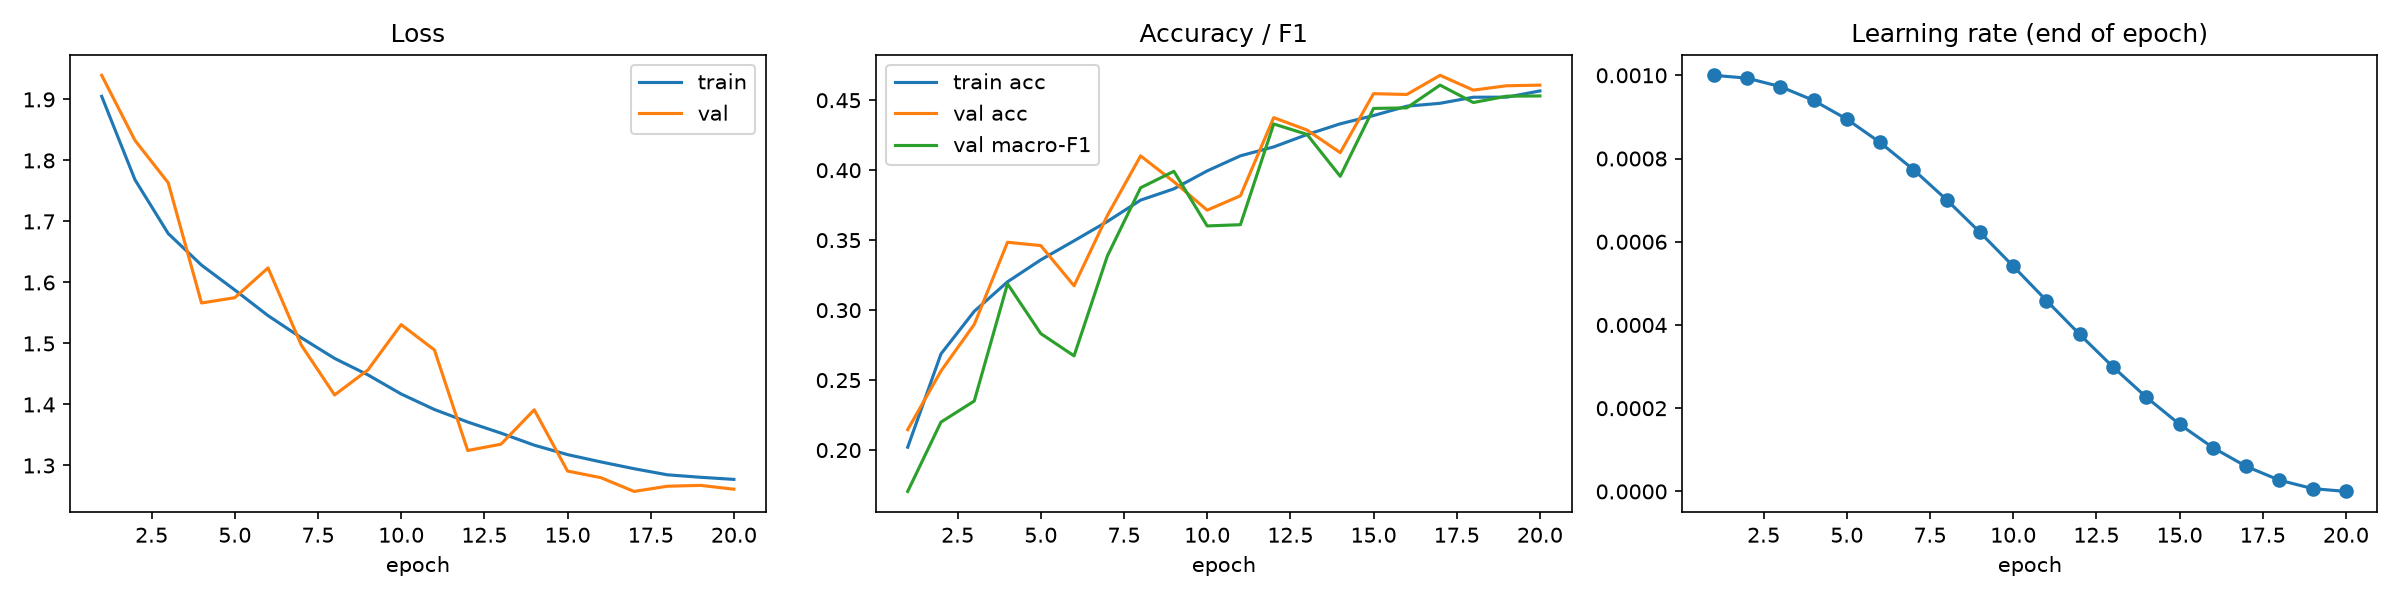 Loss
1.9
1.8
1.7
1.6
1.5
1.4
1.3
train
val
2.5 5.0 7.5 10.0 12.5 15.0 17.5 20.0
epoch
Accuracy / F1
0.45
0.40
0.35
0.30
0.25
0.20
train acc
val acc
val macro-F1
2.5 5.0 7.5 10.0 12.5 15.0 17.5 20.0
epoch
Learning rate (end of epoch)
0.0010
0.0008
0.0006
0.0004
0.0002
0.0000
2.5 5.0 7.5 10.0 12.5 15.0 17.5 20.0
epoch